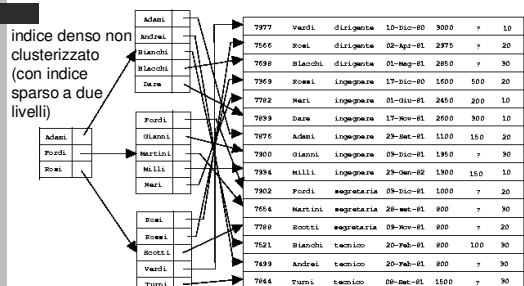 indice denso non
clusterizzato
(con indice
sparso a due
livelli)
Adami
Fordi
Rosi
Adami
Andrei
Bianchi
Blacchi
Dare
Fordi
Gianni
Martini
Milli
Neri
Rosi
Rossi
Scotti
Verdi
Turni
7977 Verdi dirigente 10-Dic-80 3000 ? 10
7566 Rosi dirigente 02-Apr-81 2975 ? 20
7698 Blacchi dirigente 01-Mag-81 2850 ? 30
7369 Rossi ingegnere 17-Dic-80 1600 500 20
7782 Neri ingegnere 01-Giu-81 2450 200 10
7839 Dare ingegnere 17-Nov-81 2600 300 10
7876 Adami ingegnere 23-Set-81 1100 150 20
7900 Gianni ingegnere 03-Dic-81 1950 ? 30
7934 Milli ingegnere 23-Gen-82 1300 150 10
7902 Fordi segretaria 03-Dic-81 1000 ? 20
7654 Martini segretaria 28-set-81 800 ? 30
7788 Scotti segretaria 09-Nov-81 800 ? 20
7521 Bianchi tecnico 20-Feb-81 800 100 30
7499 Andrei tecnico 20-Feb-81 800 ? 30
7844 Turni tecnico 08-Set-81 1500 ? 30